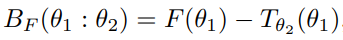 B_F(θ_1 : θ_2) = F(θ_1) − T_{θ_2}(θ_1).